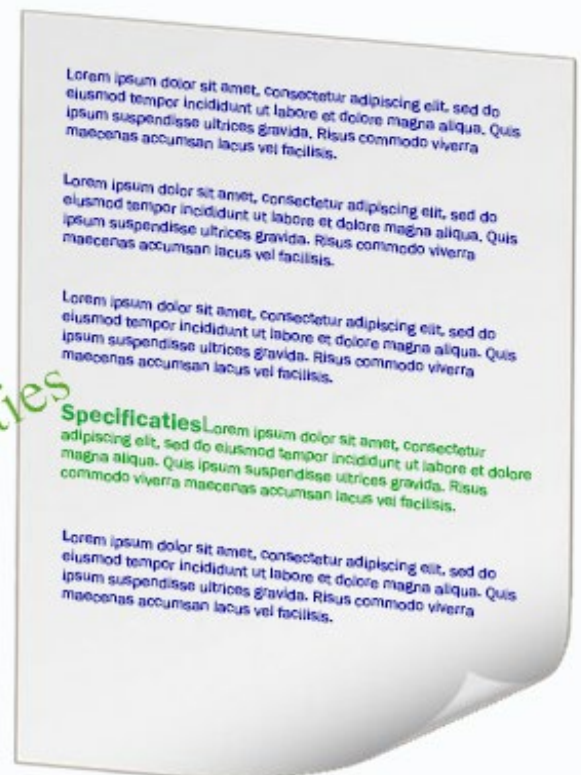 Lorem ipsum dolor sit amet, consectetur adipiscing elit, sed do
eiusmod tempor incididunt ut labore et dolore magna aliqua. Quis
ipsum suspendisse ultrices gravida. Risus commodo viverra
maecenas accumsan lacus vel facilisis.
Lorem ipsum dolor sit amet, consectetur adipiscing elit, sed do
eiusmod tempor incididunt ut labore et dolore magna aliqua. Quis
ipsum suspendisse ultrices gravida. Risus commodo viverra
maecenas accumsan lacus vel facilisis.
Lorem ipsum dolor sit amet, consectetur adipiscing elit, sed do
eiusmod tempor incididunt ut labore et dolore magna aliqua. Quis
ipsum suspendisse ultrices gravida. Risus commodo viverra
maecenas accumsan lacus vel facilisis.
ties
SpecificatiesLorem ipsum dolor sit amet, consectetur
adipiscing elit, sed do eiusmod tempor incididunt ut labore et dolore
magna aliqua. Quis ipsum suspendisse ultrices gravida. Risus
commodo viverra maecenas accumsan lacus vel facilisis.
Lorem ipsum dolor sit amet, consectetur adipiscing elit, sed do
eiusmod tempor incididunt ut labore et dolore magna aliqua. Quis
ipsum suspendisse ultrices gravida. Risus commodo viverra
maecenas accumsan lacus vel facilisis.